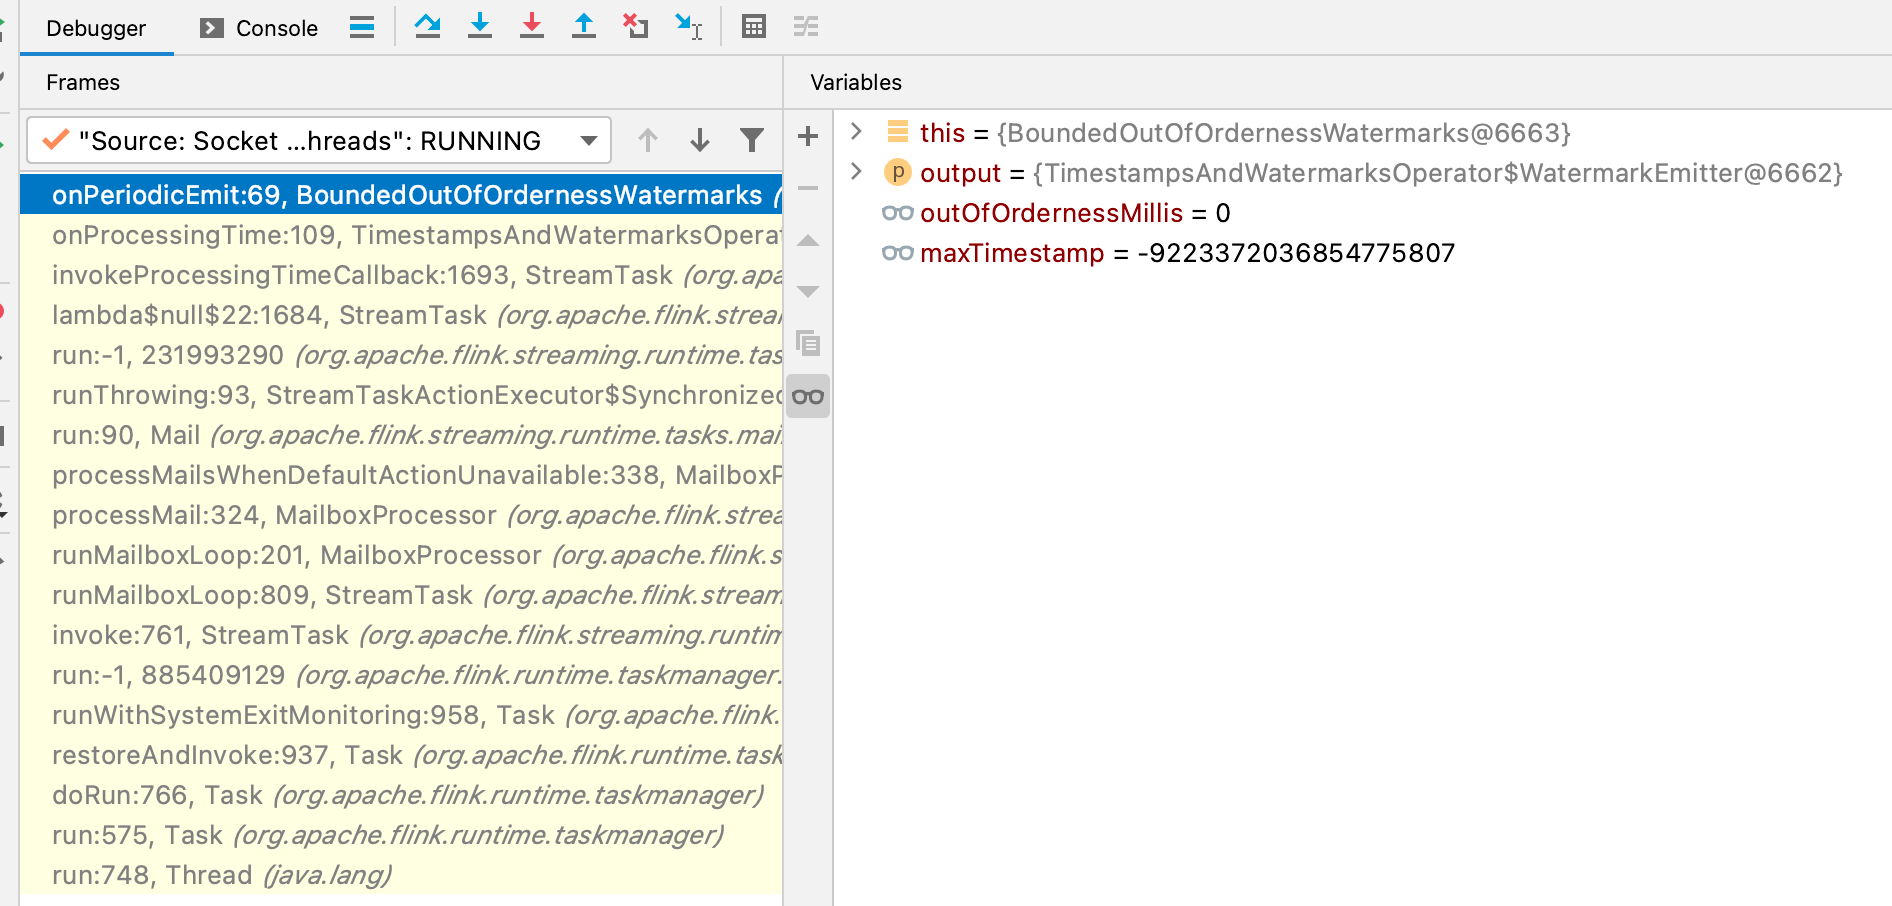 Debugger
Console
Frames
Variables
"Source: Socket ...hreads": RUNNING
onPeriodicEmit:69, BoundedOutOfOrdernessWatermarks (
onProcessingTime:109, TimestampsAndWatermarksOperat
invokeProcessingTimeCallback:1693, StreamTask (org.apa
lambda$null$22:1684, StreamTask (org.apache.flink.strea
run:-1, 231993290 (org.apache.flink.streaming.runtime.tas
runThrowing:93, StreamTaskActionExecutor$Synchronized
run:90, Mail (org.apache.flink.streaming.runtime.tasks.mai
processMailsWhenDefaultActionUnavailable:338, MailboxP
processMail:324, MailboxProcessor (org.apache.flink.strea
runMailboxLoop:201, MailboxProcessor (org.apache.flink.s
runMailboxLoop:809, StreamTask (org.apache.flink.stream
invoke:761, StreamTask (org.apache.flink.streaming.runtim
run:-1, 885409129 (org.apache.flink.runtime.taskmanager.
runWithSystemExitMonitoring:958, Task (org.apache.flink.
restoreAndInvoke:937, Task (org.apache.flink.runtime.task
doRun:766, Task (org.apache.flink.runtime.taskmanager)
run:575, Task (org.apache.flink.runtime.taskmanager)
run:748, Thread (java.lang)
this = {BoundedOutOfOrdernessWatermarks@6663}
p output = {TimestampsAndWatermarksOperator$WatermarkEmitter@6662}
outOfOrdernessMillis = 0
maxTimestamp = -9223372036854775807